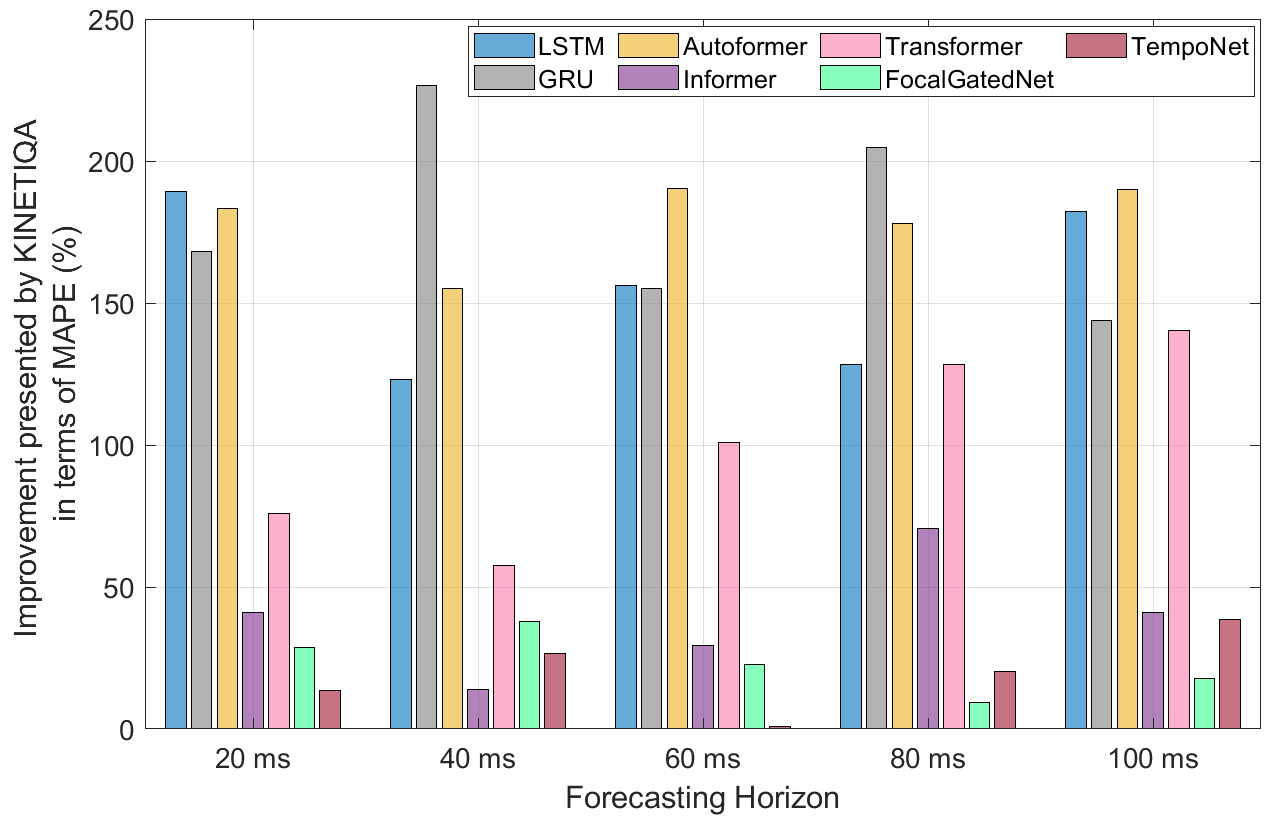 Improvement presented by KINETIQA
in terms of MAPE (%)
250
200
150
100
50
0
LSTM Autoformer Transformer TempoNet
GRU Informer FocalGatedNet
20 ms 40 ms 60 ms 80 ms 100 ms
Forecasting Horizon